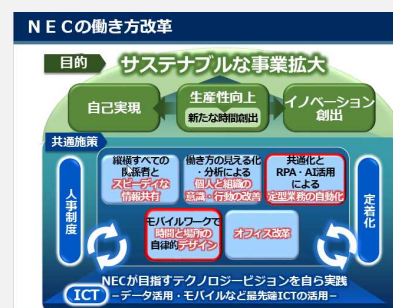 NECの働き方改革
目的
サステナブルな事業拡大
自己実現
生産性向上
新たな時間創出
イノベーション
創出
共通施策
人事制度
縦横すべての
関係者と
スピーディな
情報共有
働き方の見える化
・分析による
個人と組織の
意識・行動の改善
共通化と
RPA・AI活用
による
定型業務の自動化
モバイルワークで
時間と場所の
自律的デザイン
オフィス改革
定着化
NECが目指すテクノロジービジョンを自ら実践
ICT
-データ活用・モバイルなど最先端ICTの活用-